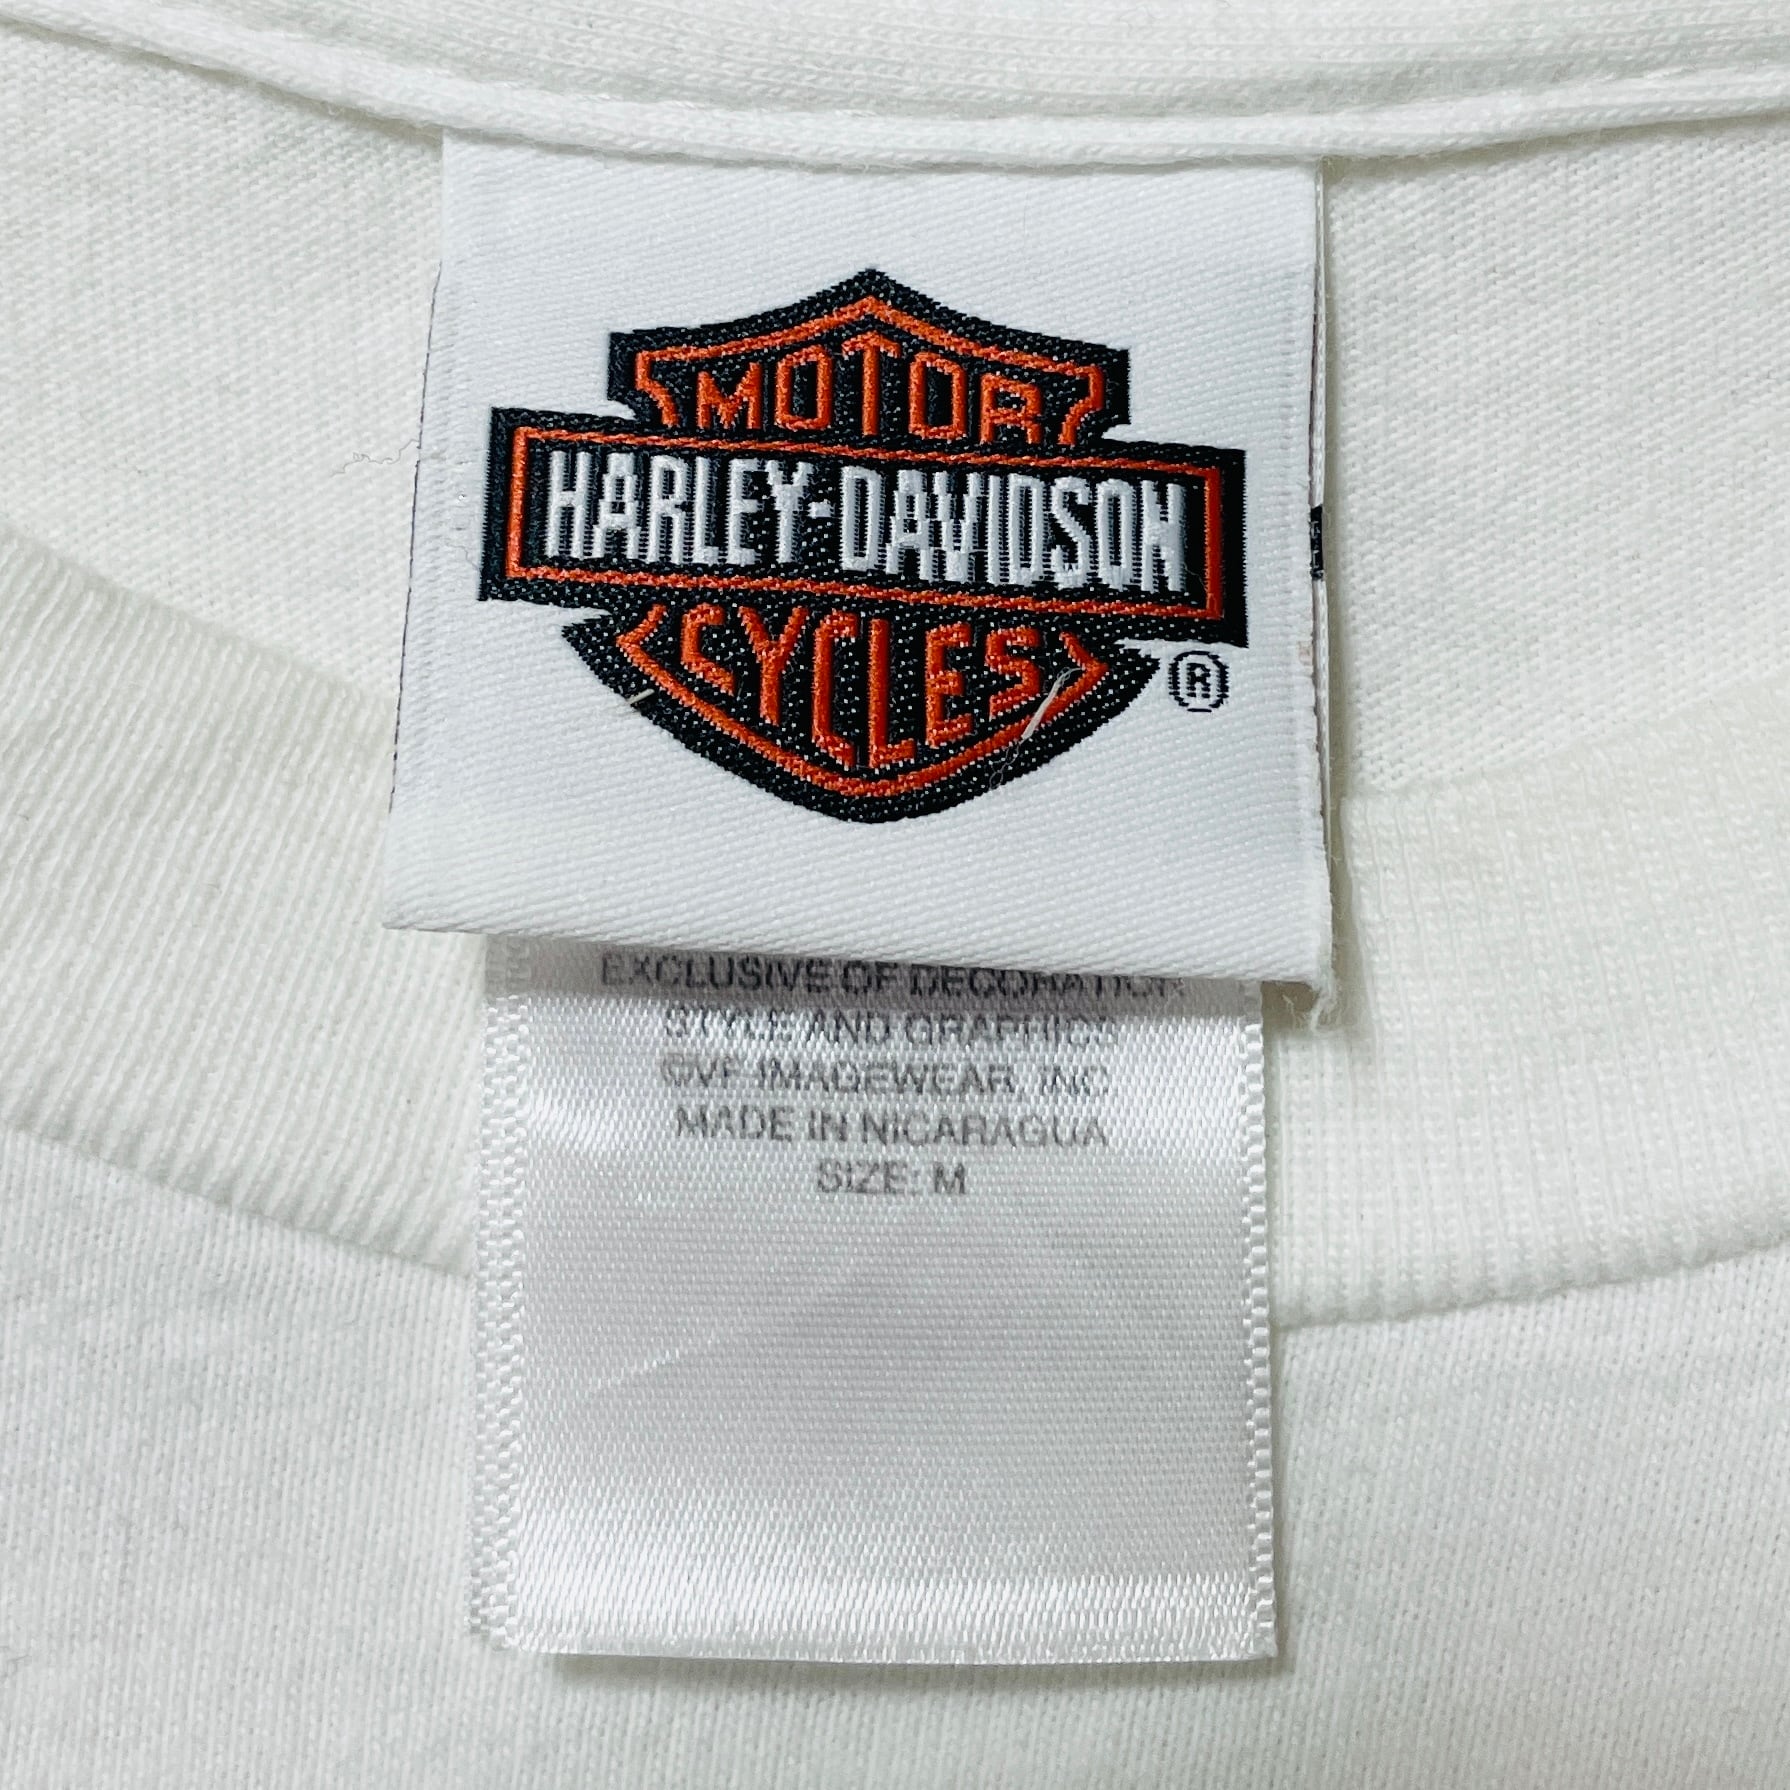 MOTOR
HARLEY-DAVIDSON
CYCLES
®
EXCLUSIVE OF DECORATION
STYLE AND GRAPHICS
©VF IMAGEWEAR, INC
MADE IN NICARAGUA
SIZE: M